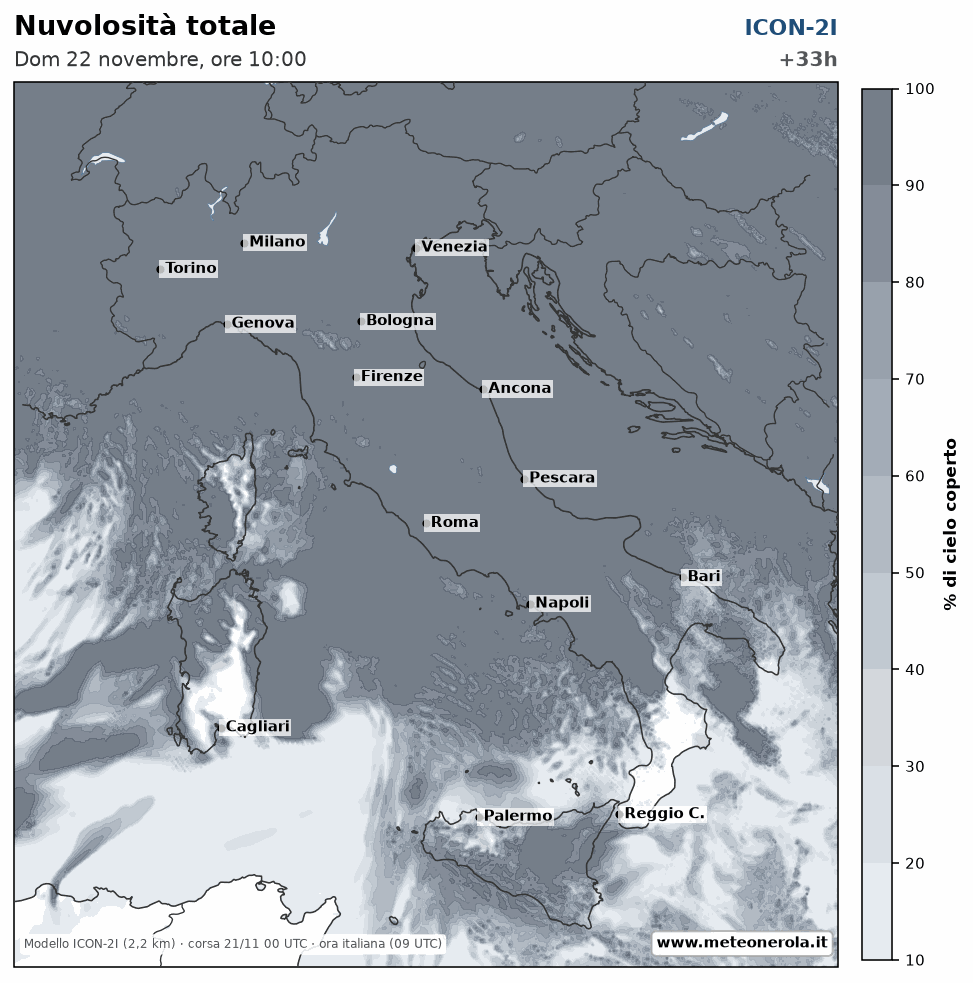 Nuvolosità totale
ICON-2I
Dom 22 novembre, ore 10:00
+33h
100
90
80
70
60
50
40
30
20
10
% di cielo coperto
Milano
Venezia
Torino
Genova
Bologna
Firenze
Ancona
Pescara
Roma
Bari
Napoli
Cagliari
Palermo
Reggio C.
Modello ICON-2I (2,2 km) · corsa 21/11 00 UTC · ora italiana (09 UTC)
www.meteonerola.it